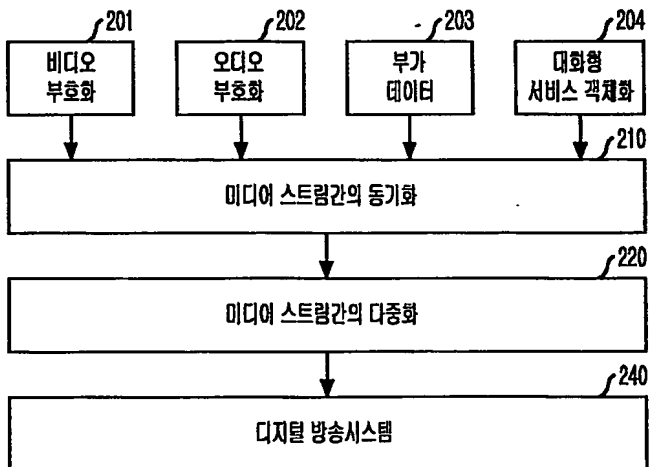 201
202
203
204
비디오
부호화
오디오
부호화
부가
데이터
대화형
서비스 객체화
210
미디어 스트림간의 동기화
220
미디어 스트림간의 다중화
240
디지털 방송시스템